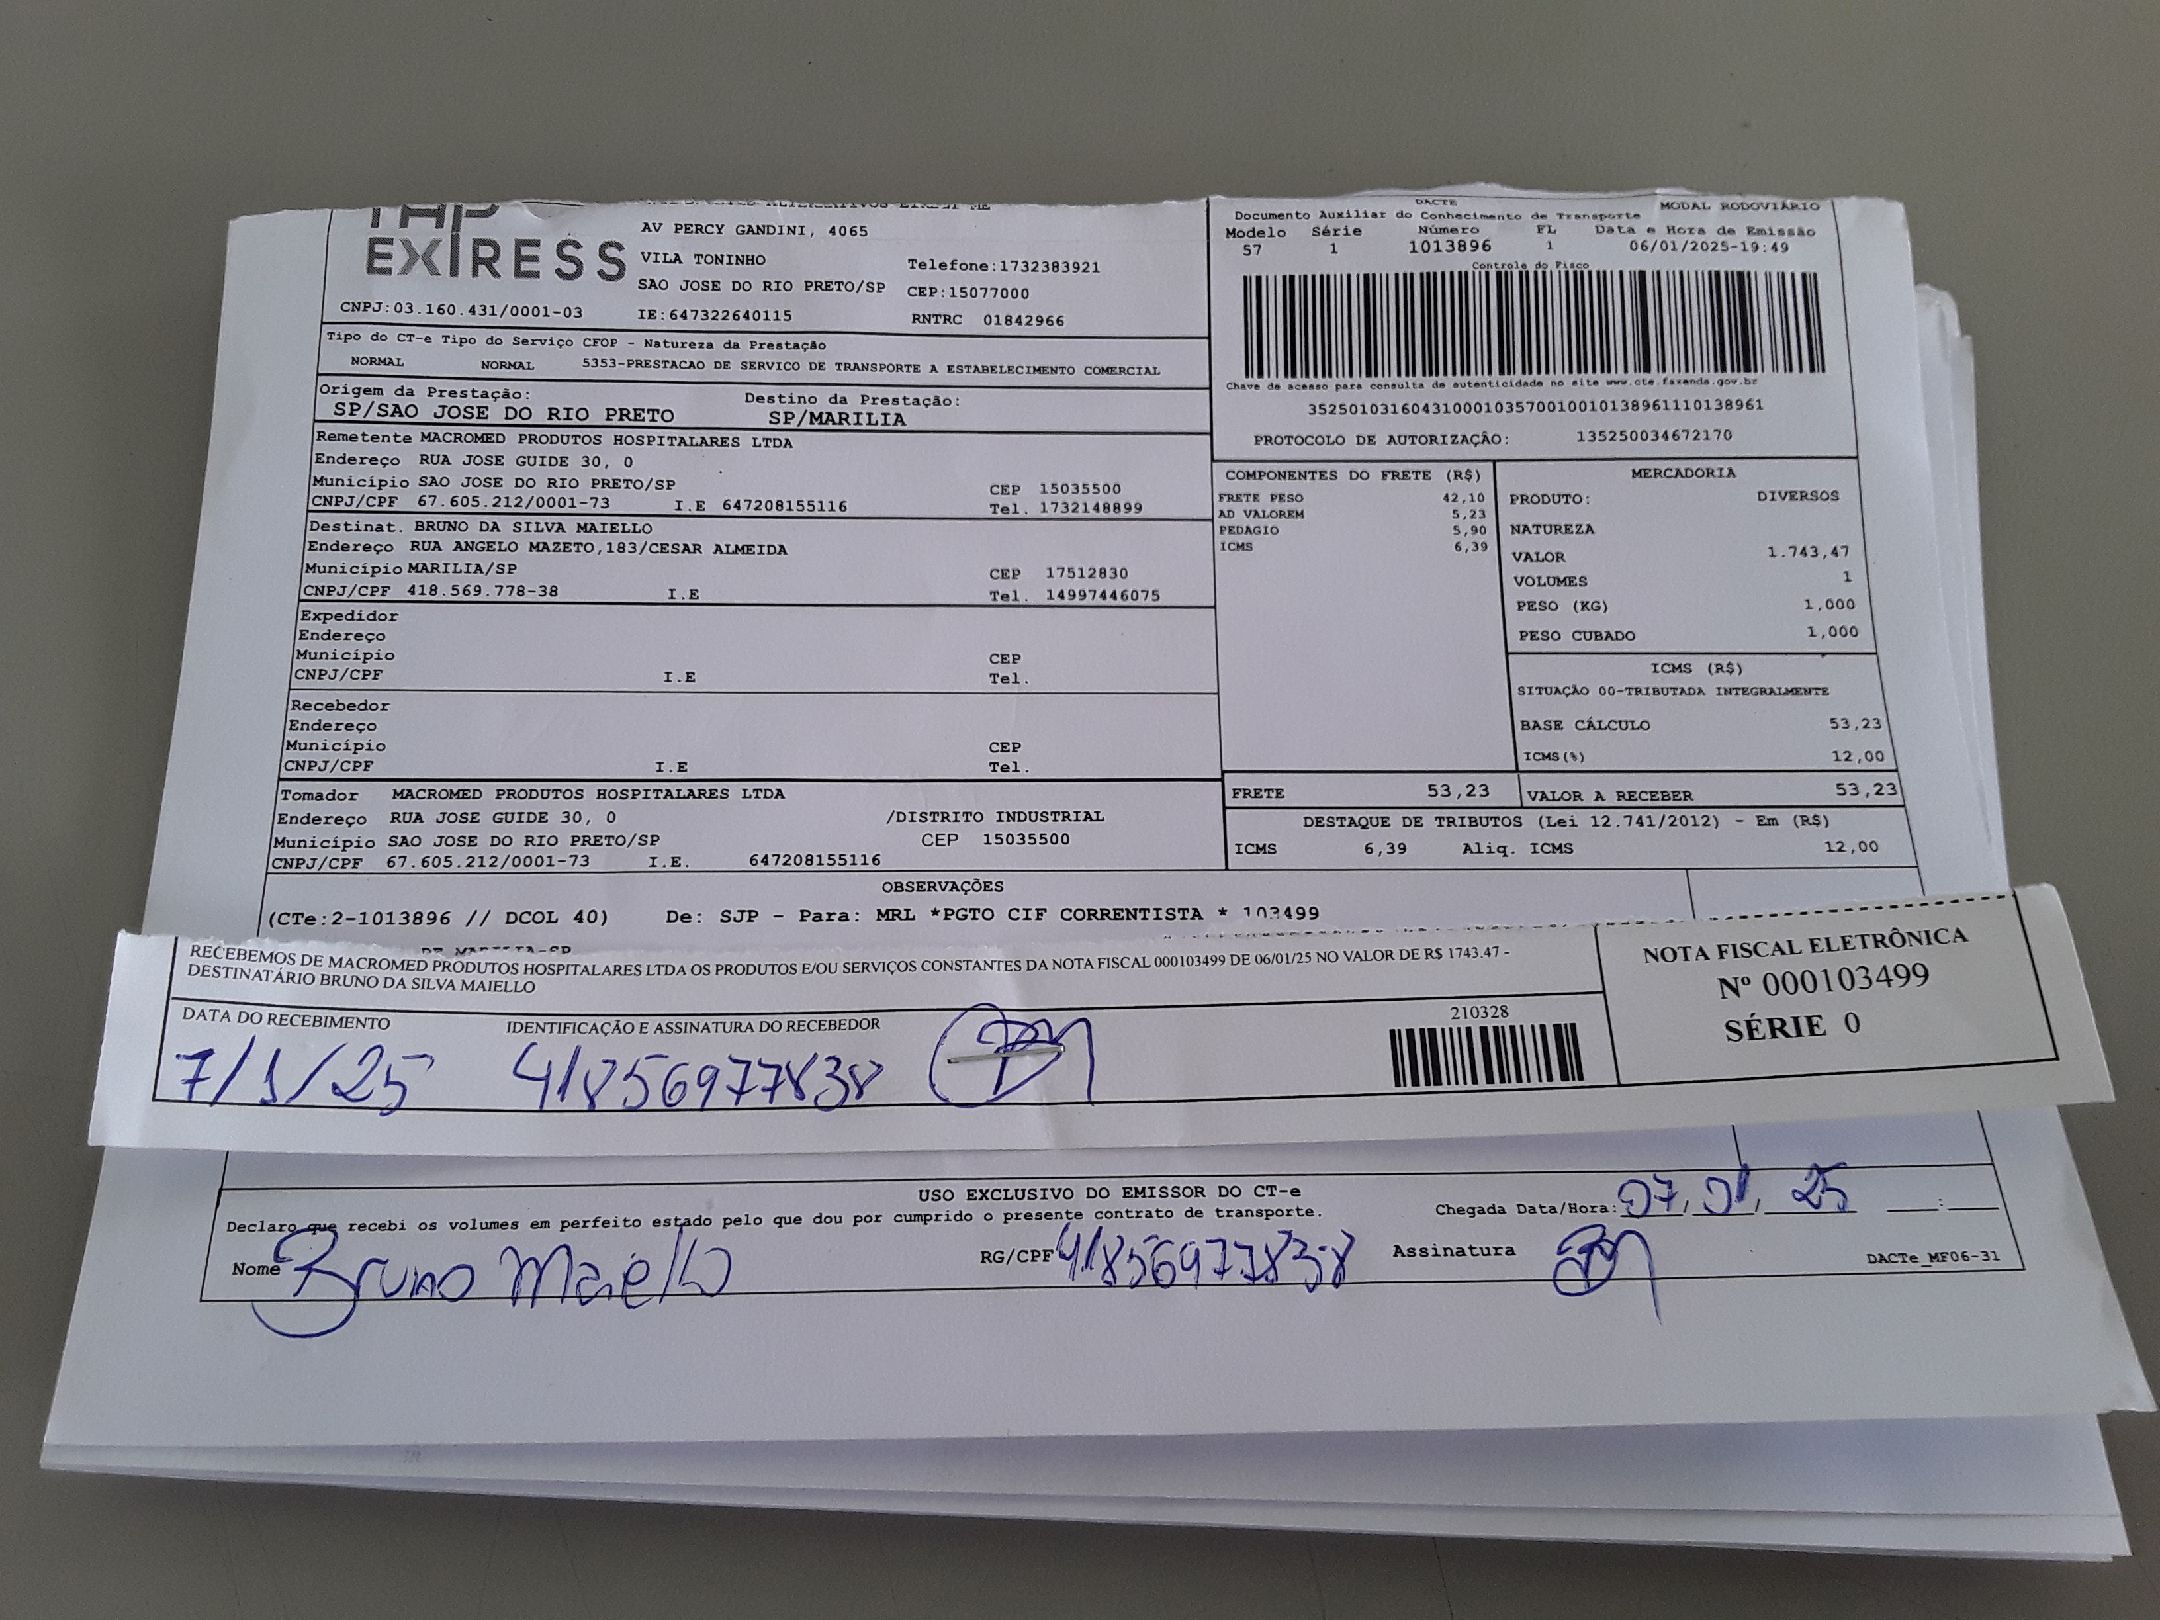 EXPRESS
AV PERCY GANDINI, 4065
VILA TONINHO
Telefone:1732383921
SAO JOSE DO RIO PRETO/SP
CEP:15077000
CNPJ:03.160.431/0001-03
IE:647322640115
RNTRC 01842966
DACTE
MODAL RODOVIÁRIO
Documento Auxiliar do Conhecimento de Transporte
Modelo Série Número FL Data e Hora de Emissão
57 1 1013896 1 06/01/2025-19:49
Controle do Fisco
Chave de acesso para consulta de autenticidade no site www.cte.fazenda.gov.br
35250103160431000103570010010138961110138961
PROTOCOLO DE AUTORIZAÇÃO: 135250034672170
Tipo do CT-e Tipo do Serviço CFOP - Natureza da Prestação
NORMAL NORMAL 5353-PRESTACAO DE SERVICO DE TRANSPORTE A ESTABELECIMENTO COMERCIAL
Origem da Prestação: Destino da Prestação:
SP/SAO JOSE DO RIO PRETO SP/MARILIA
Remetente MACROMED PRODUTOS HOSPITALARES LTDA
Endereço RUA JOSE GUIDE 30, 0
Município SAO JOSE DO RIO PRETO/SP CEP 15035500
CNPJ/CPF 67.605.212/0001-73 I.E 647208155116 Tel. 1732148899
Destinat. BRUNO DA SILVA MAIELLO
Endereço RUA ANGELO MAZETO,183/CESAR ALMEIDA
Município MARILIA/SP CEP 17512830
CNPJ/CPF 418.569.778-38 I.E Tel. 14997446075
Expedidor
Endereço
Município CEP
CNPJ/CPF I.E Tel.
Recebedor
Endereço
Município CEP
CNPJ/CPF I.E Tel.
Tomador MACROMED PRODUTOS HOSPITALARES LTDA
Endereço RUA JOSE GUIDE 30, 0 /DISTRITO INDUSTRIAL
Município SAO JOSE DO RIO PRETO/SP CEP 15035500
CNPJ/CPF 67.605.212/0001-73 I.E. 647208155116
COMPONENTES DO FRETE (R$)
FRETE PESO 42,10
AD VALOREM 5,23
PEDAGIO 5,90
ICMS 6,39
MERCADORIA
PRODUTO: DIVERSOS
NATUREZA
VALOR 1.743,47
VOLUMES 1
PESO (KG) 1,000
PESO CUBADO 1,000
ICMS (R$)
SITUAÇÃO 00-TRIBUTADA INTEGRALMENTE
BASE CÁLCULO 53,23
ICMS(%) 12,00
FRETE 53,23 VALOR A RECEBER 53,23
DESTAQUE DE TRIBUTOS (Lei 12.741/2012) - Em (R$)
ICMS 6,39 Aliq. ICMS 12,00
OBSERVAÇÕES
(CTe:2-1013896 // DCOL 40) De: SJP - Para: MRL *PGTO CIF CORRENTISTA * 103499
RECEBEMOS DE MACROMED PRODUTOS HOSPITALARES LTDA OS PRODUTOS E/OU SERVIÇOS CONSTANTES DA NOTA FISCAL 000103499 DE 06/01/25 NO VALOR DE R$ 1743.47 -
DESTINATÁRIO BRUNO DA SILVA MAIELLO
DATA DO RECEBIMENTO IDENTIFICAÇÃO E ASSINATURA DO RECEBEDOR
7/1/25 41856977838
210328
NOTA FISCAL ELETRÔNICA
Nº 000103499
SÉRIE 0
USO EXCLUSIVO DO EMISSOR DO CT-e
Declaro que recebi os volumes em perfeito estado pelo que dou por cumprido o presente contrato de transporte.
Chegada Data/Hora: 07, 01, 25 :
Nome Bruno Maiello RG/CPF 41856977838 Assinatura
DACTe_MF06-31